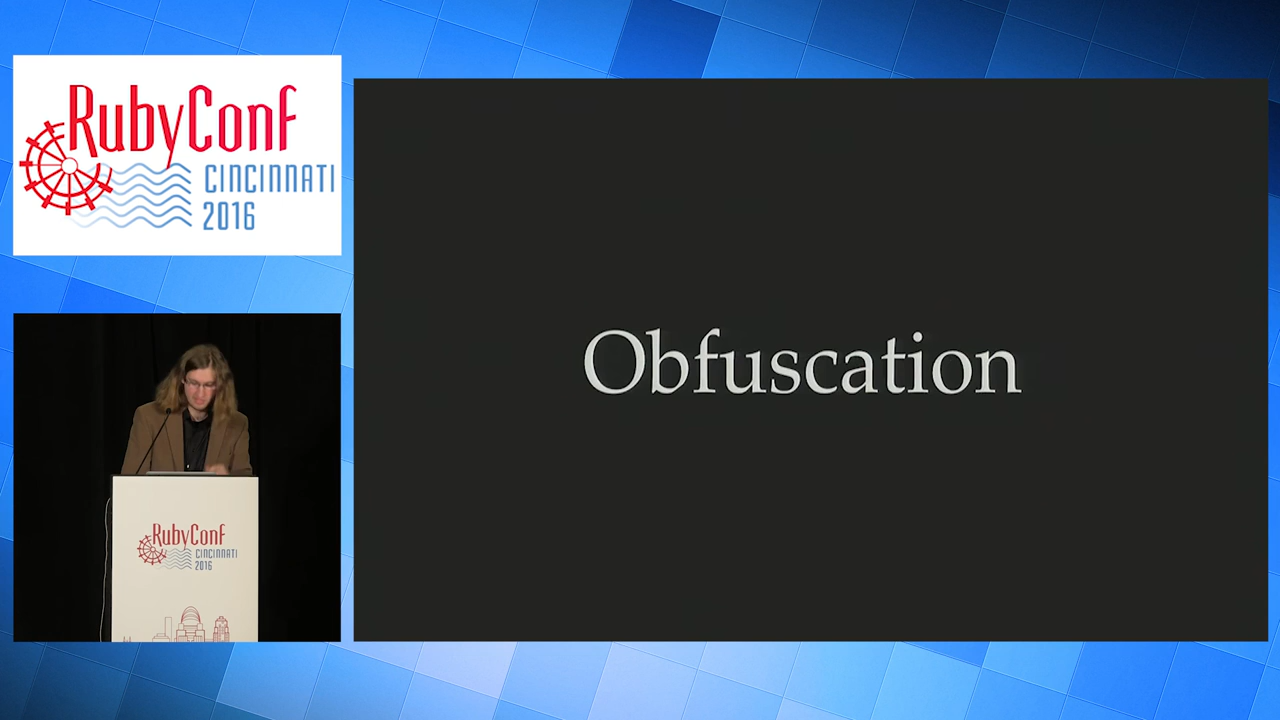 RubyConf
CINCINNATI
2016
Obfuscation
RubyConf
CINCINNATI
2016